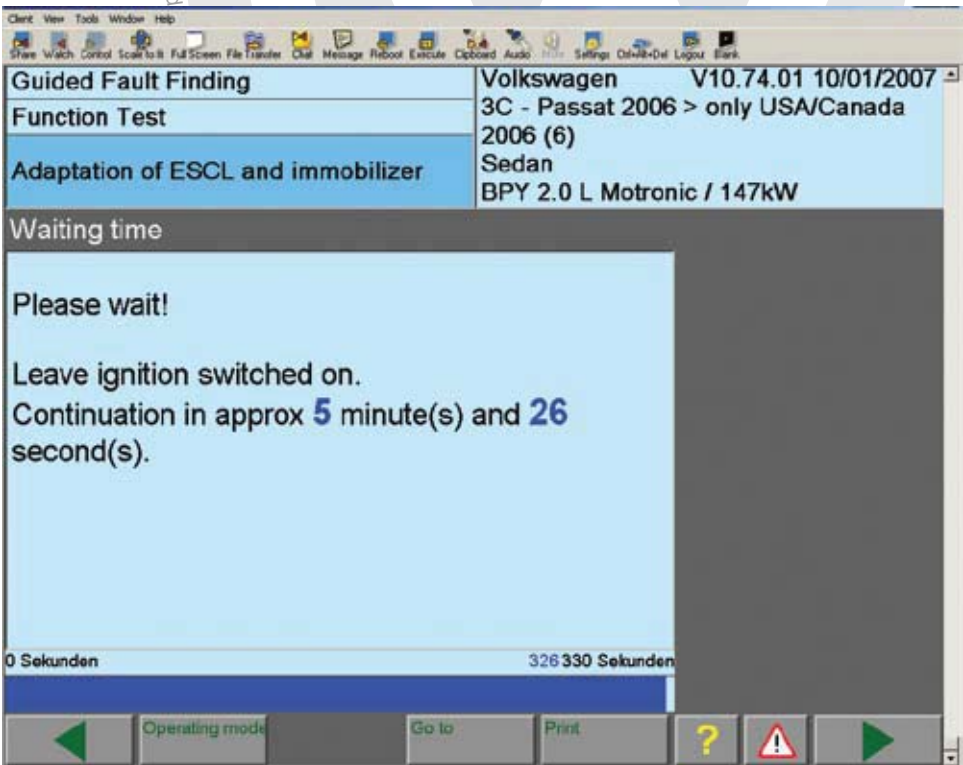 Client View Tools Window Help
Share Watch Control Scale to fit Full Screen File Transfer Chat Message Reboot Execute Clipboard Audio Settings Ctrl+Alt+Del Logout Blank
Guided Fault Finding
Function Test
Adaptation of ESCL and immobilizer
Volkswagen V10.74.01 10/01/2007
3C - Passat 2006 > only USA/Canada
2006 (6)
Sedan
BPY 2.0 L Motronic / 147kW
Waiting time
Please wait!
Leave ignition switched on.
Continuation in approx 5 minute(s) and 26
second(s).
0 Sekunden 326 330 Sekunden
Operating mode Go to Print ?